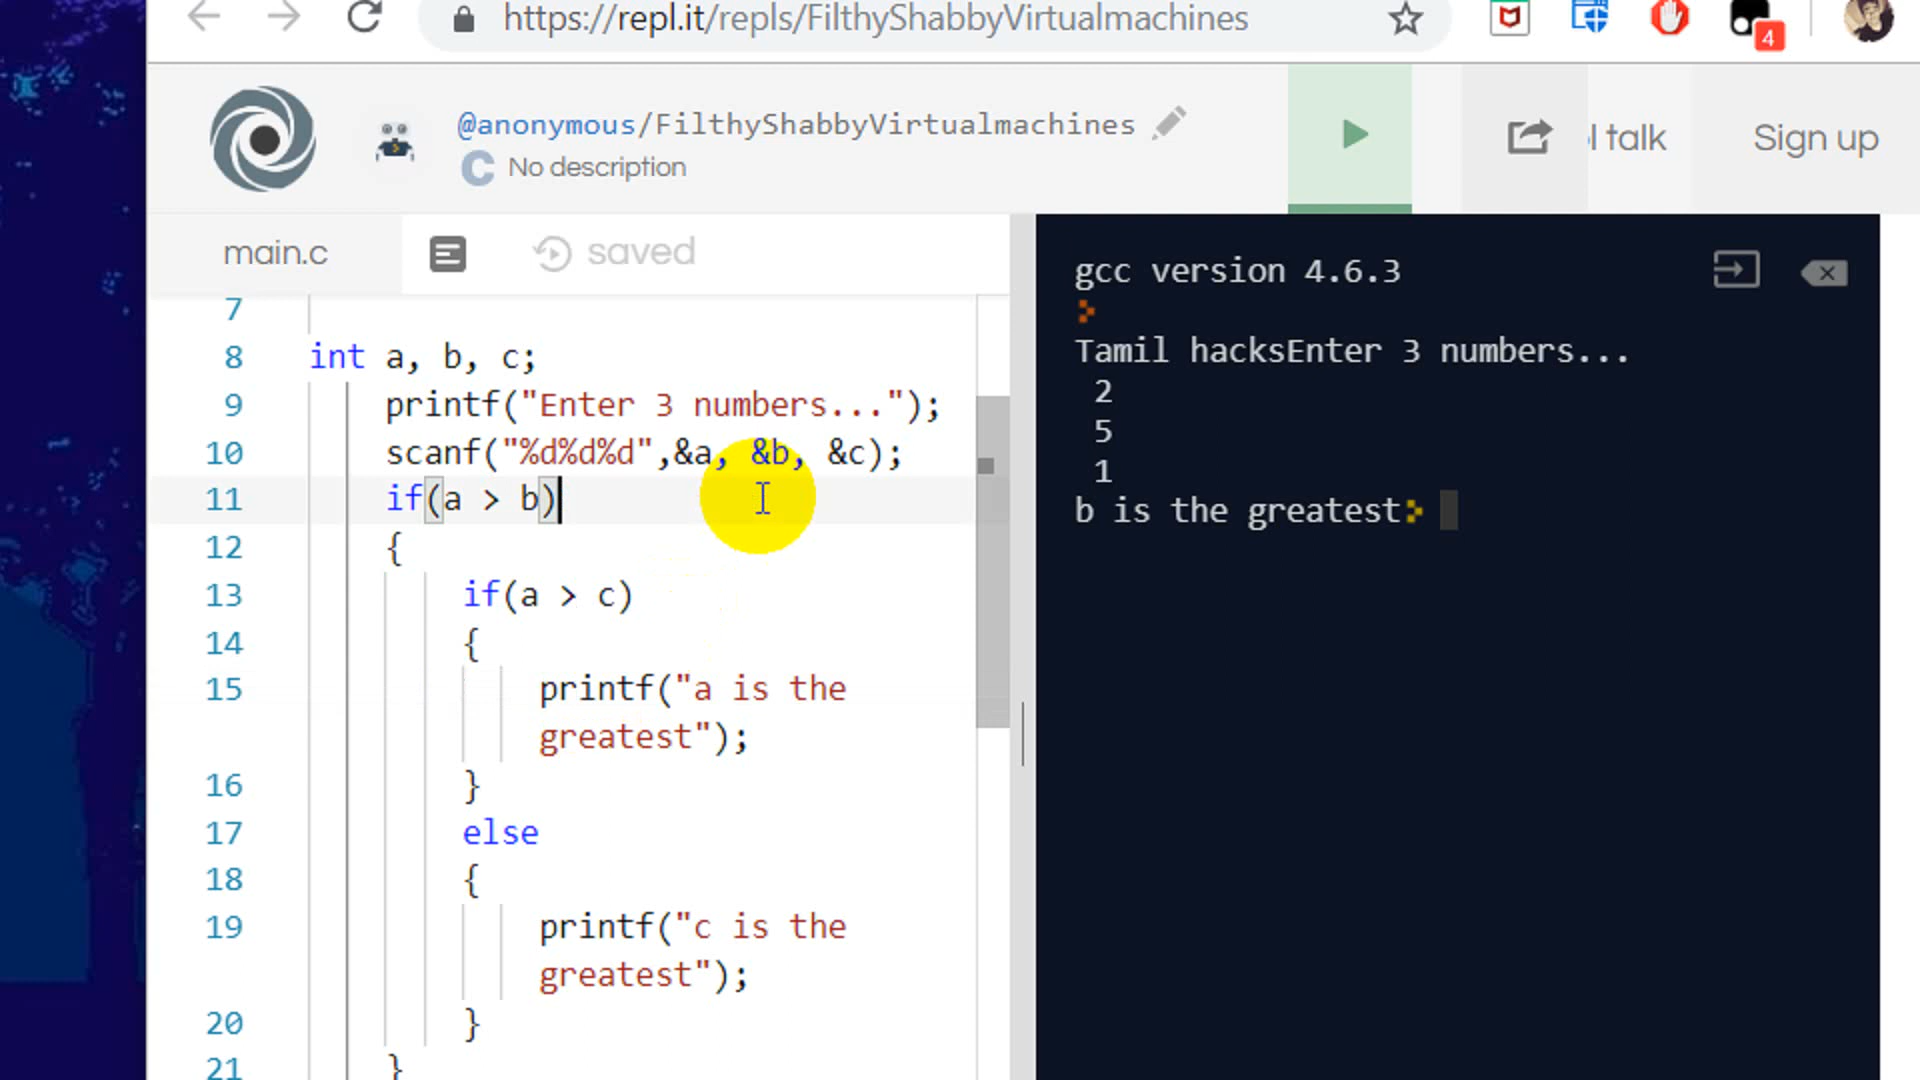 https://repl.it/repls/FilthyShabbyVirtualmachines
4
@anonymous/FilthyShabbyVirtualmachines
C No description
l talk
Sign up
main.c
saved
7
8 int a, b, c;
9 printf("Enter 3 numbers...");
10 scanf("%d%d%d",&a, &b, &c);
11 if(a > b)
12 {
13 if(a > c)
14 {
15 printf("a is the
greatest");
16 }
17 else
18 {
19 printf("c is the
greatest");
20 }
21 }
gcc version 4.6.3
Tamil hacksEnter 3 numbers...
2
5
1
b is the greatest